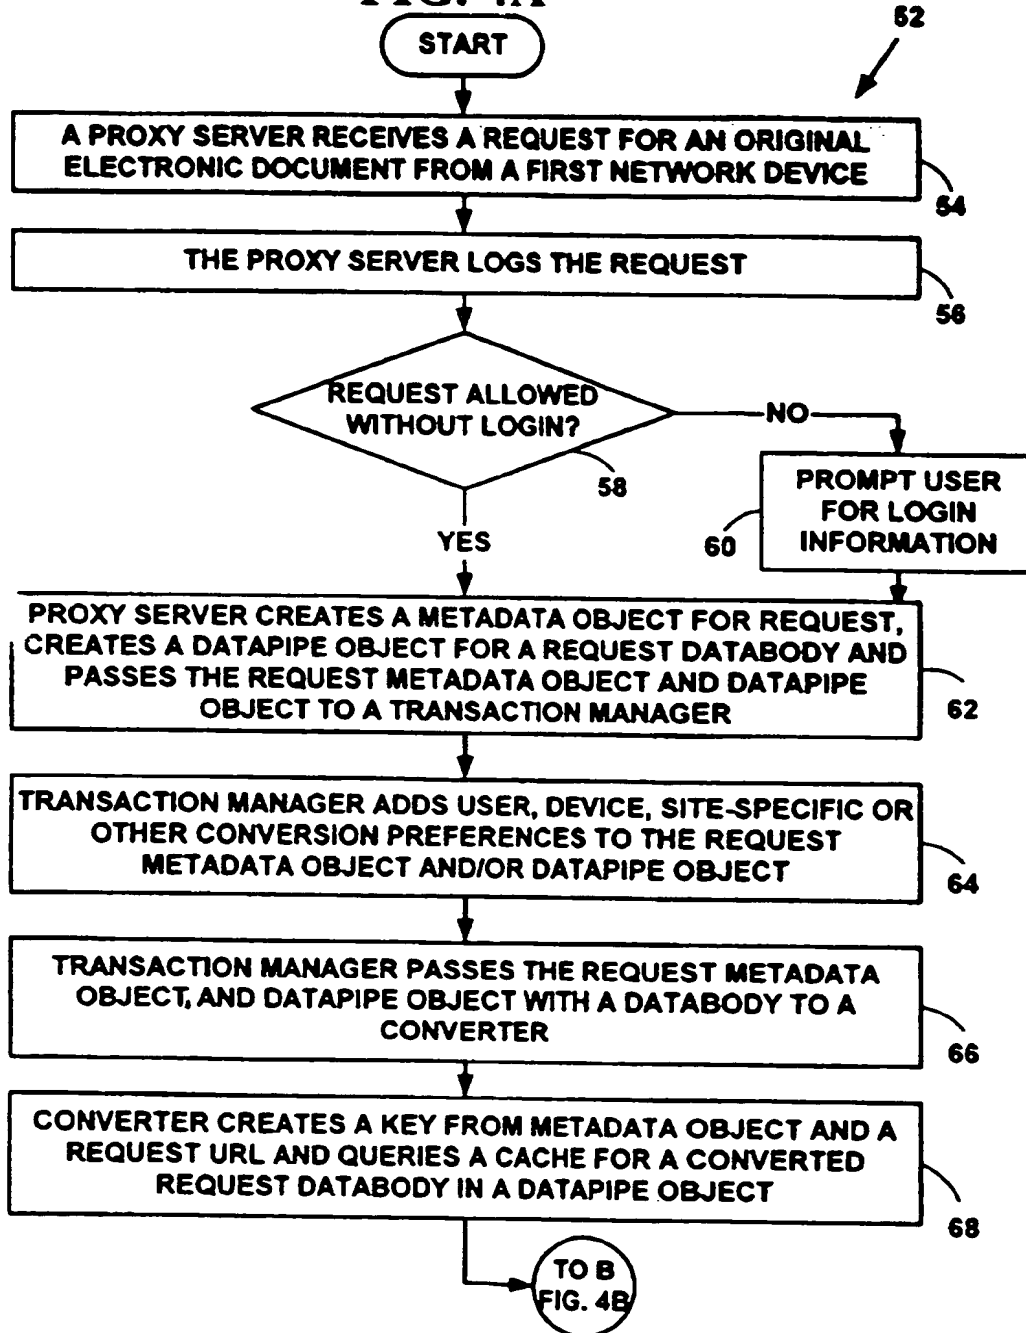 FIG. 4A
START
52
A PROXY SERVER RECEIVES A REQUEST FOR AN ORIGINAL
ELECTRONIC DOCUMENT FROM A FIRST NETWORK DEVICE
54
THE PROXY SERVER LOGS THE REQUEST
56
REQUEST ALLOWED
WITHOUT LOGIN?
58
NO
PROMPT USER
FOR LOGIN
INFORMATION
60
YES
PROXY SERVER CREATES A METADATA OBJECT FOR REQUEST,
CREATES A DATAPIPE OBJECT FOR A REQUEST DATABODY AND
PASSES THE REQUEST METADATA OBJECT AND DATAPIPE
OBJECT TO A TRANSACTION MANAGER
62
TRANSACTION MANAGER ADDS USER, DEVICE, SITE-SPECIFIC OR
OTHER CONVERSION PREFERENCES TO THE REQUEST
METADATA OBJECT AND/OR DATAPIPE OBJECT
64
TRANSACTION MANAGER PASSES THE REQUEST METADATA
OBJECT, AND DATAPIPE OBJECT WITH A DATABODY TO A
CONVERTER
66
CONVERTER CREATES A KEY FROM METADATA OBJECT AND A
REQUEST URL AND QUERIES A CACHE FOR A CONVERTED
REQUEST DATABODY IN A DATAPIPE OBJECT
68
TO B
FIG. 4B